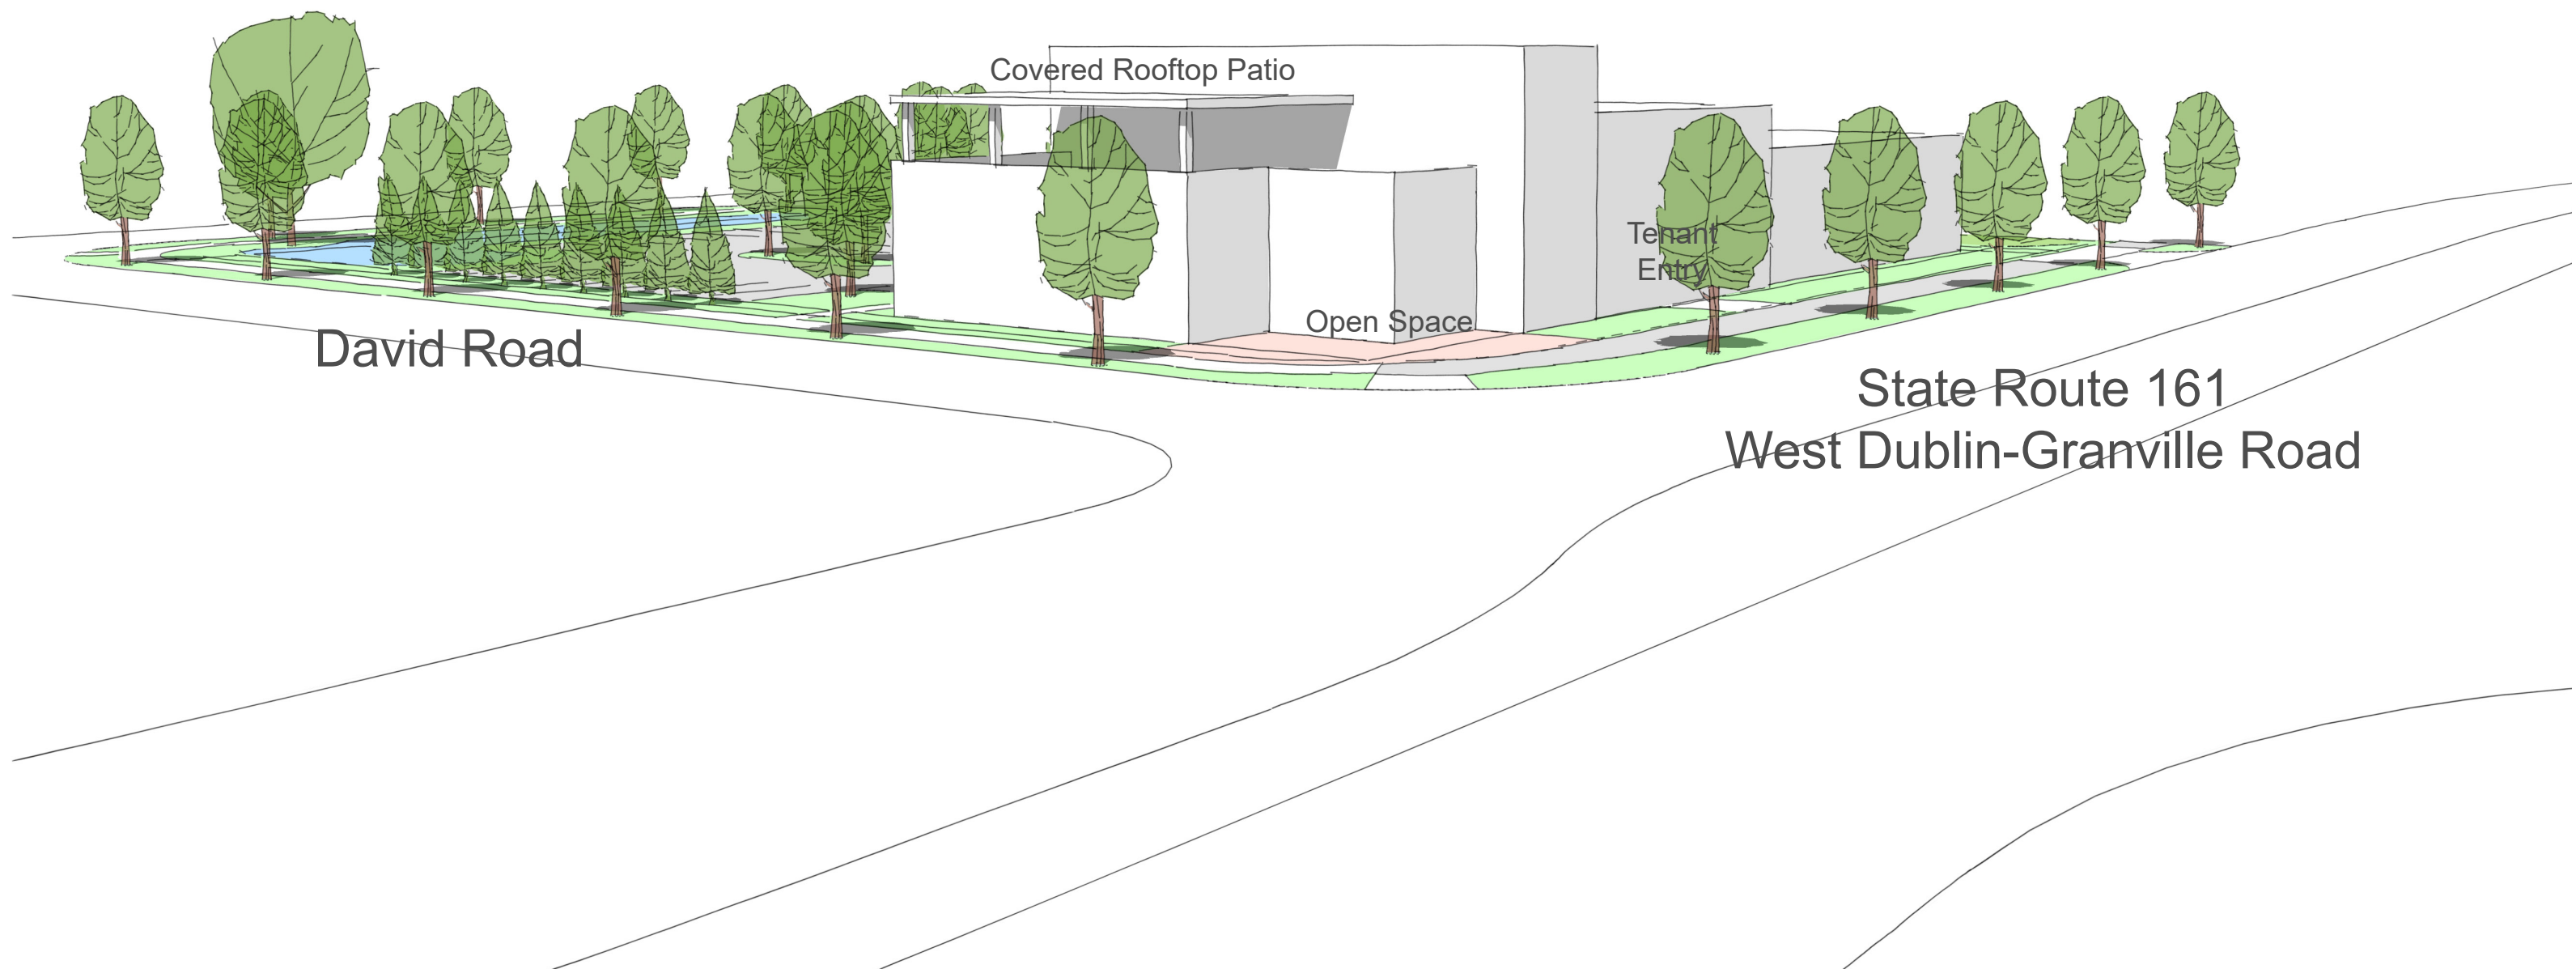 Covered Rooftop Patio
Tenant
Entry
Open Space
David Road
State Route 161
West Dublin-Granville Road